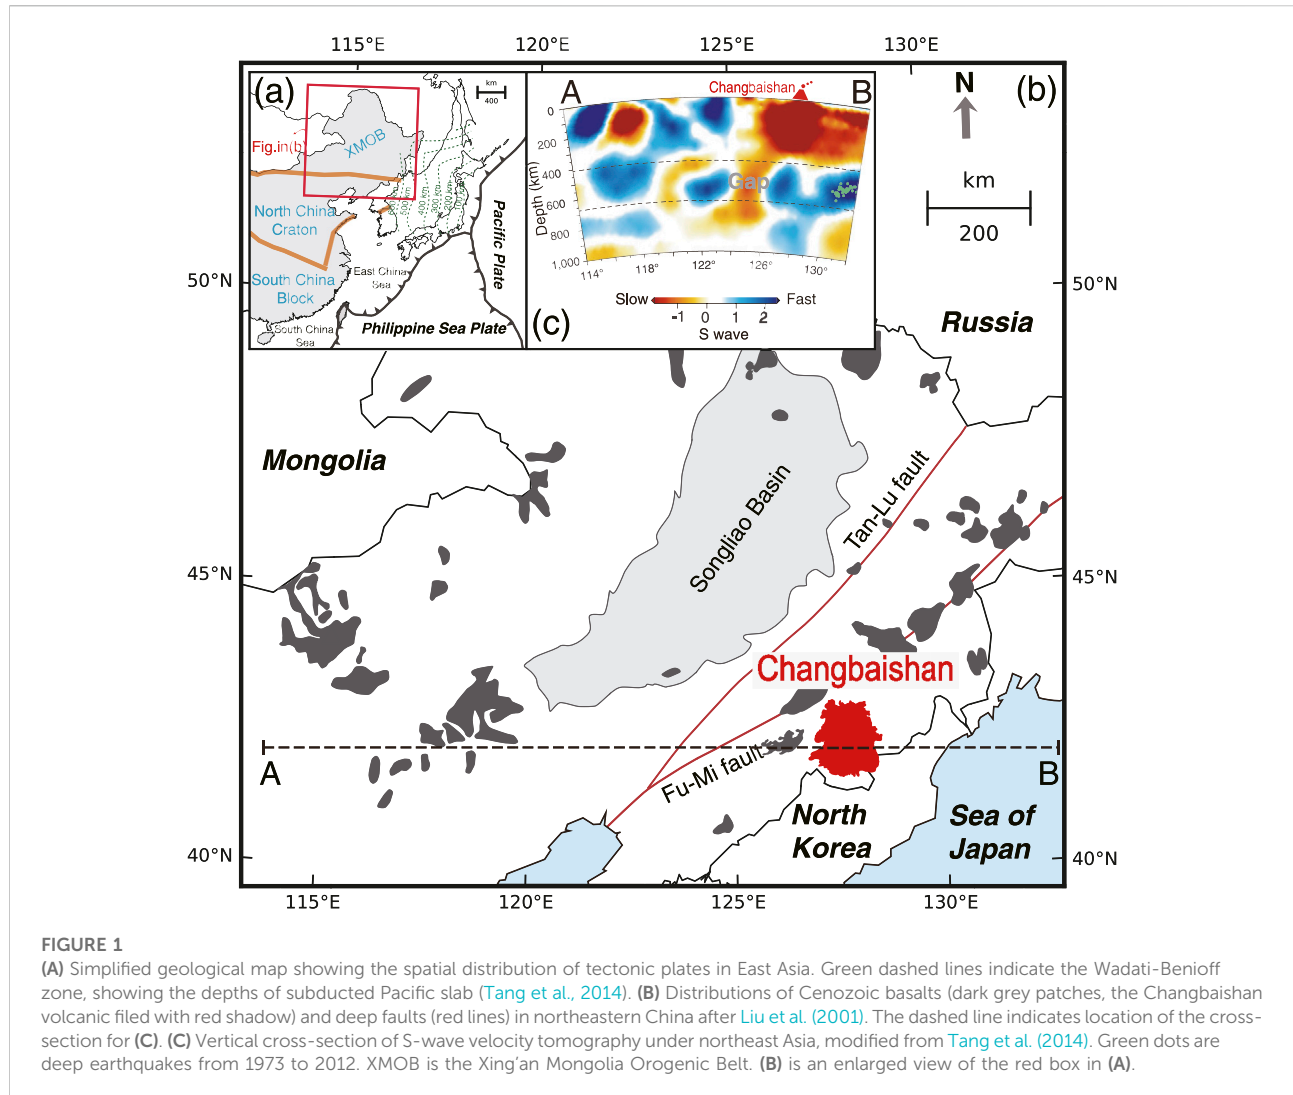 115°E
120°E
125°E
130°E
(a)
km
400
Fig.in(b)
XMOB
North China
Craton
South China
Block
East China
Sea
South China
Sea
Philippine Sea Plate
Pacific Plate
400 km
300 km
200 km
A
Changbaishan
B
0
200
400
600
800
1,000
Depth (km)
Gap
114°
118°
122°
126°
130°
Slow
Fast
-1
0
1
2
S wave
(c)
N
(b)
km
200
50°N
50°N
Russia
Mongolia
Songliao Basin
Tan-Lu fault
45°N
45°N
Changbaishan
A
B
Fu-Mi fault
North
Korea
Sea of
Japan
40°N
40°N
115°E
120°E
125°E
130°E
FIGURE 1
(A) Simplified geological map showing the spatial distribution of tectonic plates in East Asia. Green dashed lines indicate the Wadati-Benioff
zone, showing the depths of subducted Pacific slab (Tang et al., 2014). (B) Distributions of Cenozoic basalts (dark grey patches, the Changbaishan
volcanic filed with red shadow) and deep faults (red lines) in northeastern China after Liu et al. (2001). The dashed line indicates location of the cross-
section for (C). (C) Vertical cross-section of S-wave velocity tomography under northeast Asia, modified from Tang et al. (2014). Green dots are
deep earthquakes from 1973 to 2012. XMOB is the Xing’an Mongolia Orogenic Belt. (B) is an enlarged view of the red box in (A).